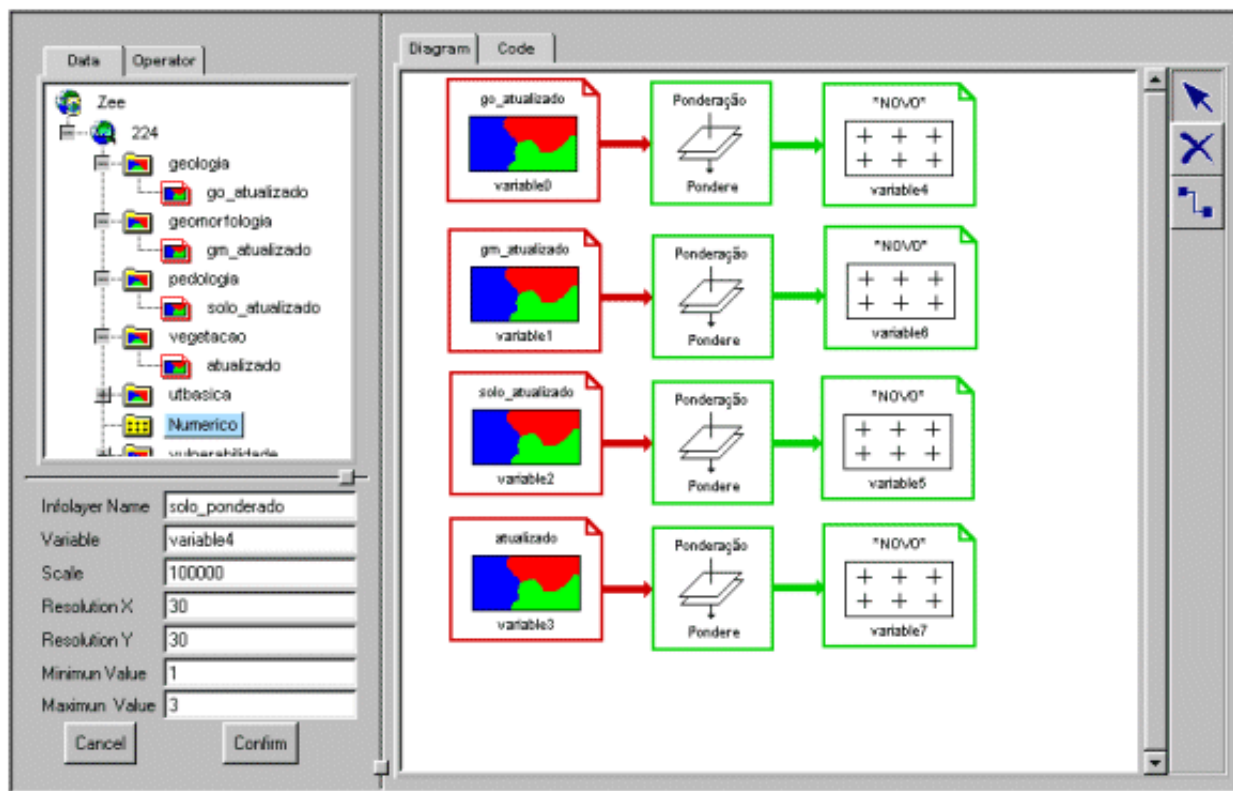 Data
Operator
Zee
224
geologia
go_atualizado
geomorfologia
gm_atualizado
pedologia
solo_atualizado
vegetacao
atualizado
utbasica
Numerico
vulnerabilidade
Infolayer Name solo_ponderado
Variable variable4
Scale 100000
Resolution X 30
Resolution Y 30
Minimun Value 1
Maximun Value 3
Cancel
Confirm
Diagram
Code
go_atualizado
variable0
Ponderação
Pondere
"NOVO"
variable4
gm_atualizado
variable1
Ponderação
Pondere
"NOVO"
variable6
solo_atualizado
variable2
Ponderação
Pondere
"NOVO"
variable5
atualizado
variable3
Ponderação
Pondere
"NOVO"
variable7